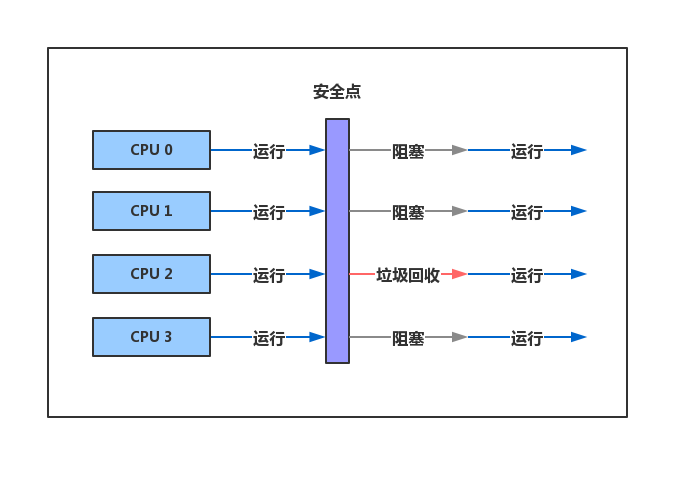 安全点
CPU 0 运行 阻塞 运行
CPU 1 运行 阻塞 运行
CPU 2 运行 垃圾回收 运行
CPU 3 运行 阻塞 运行